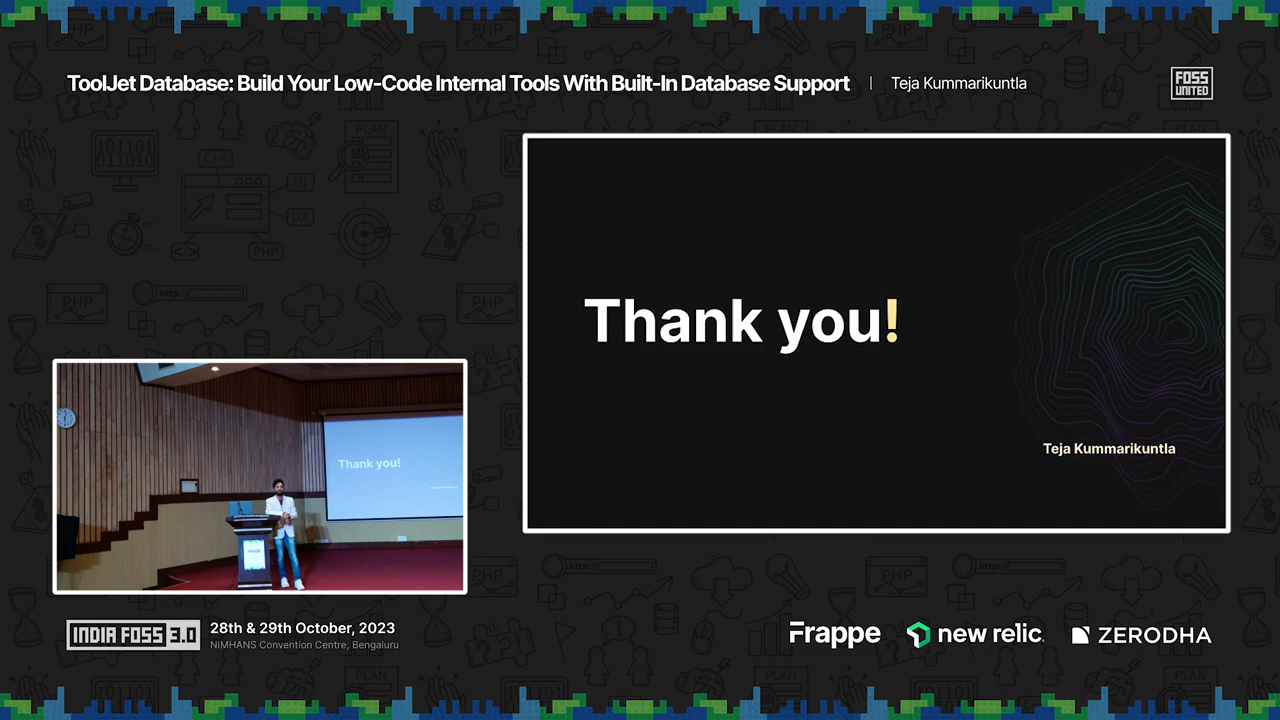 ToolJet Database: Build Your Low-Code Internal Tools With Built-In Database Support | Teja Kummarikuntla
FOSS
UNITED
Thank you!
Teja Kummarikuntla
Thank you!
INDIA FOSS 3.0
28th & 29th October, 2023
NIMHANS Convention Centre, Bengaluru
Frappe
new relic
ZERODHA